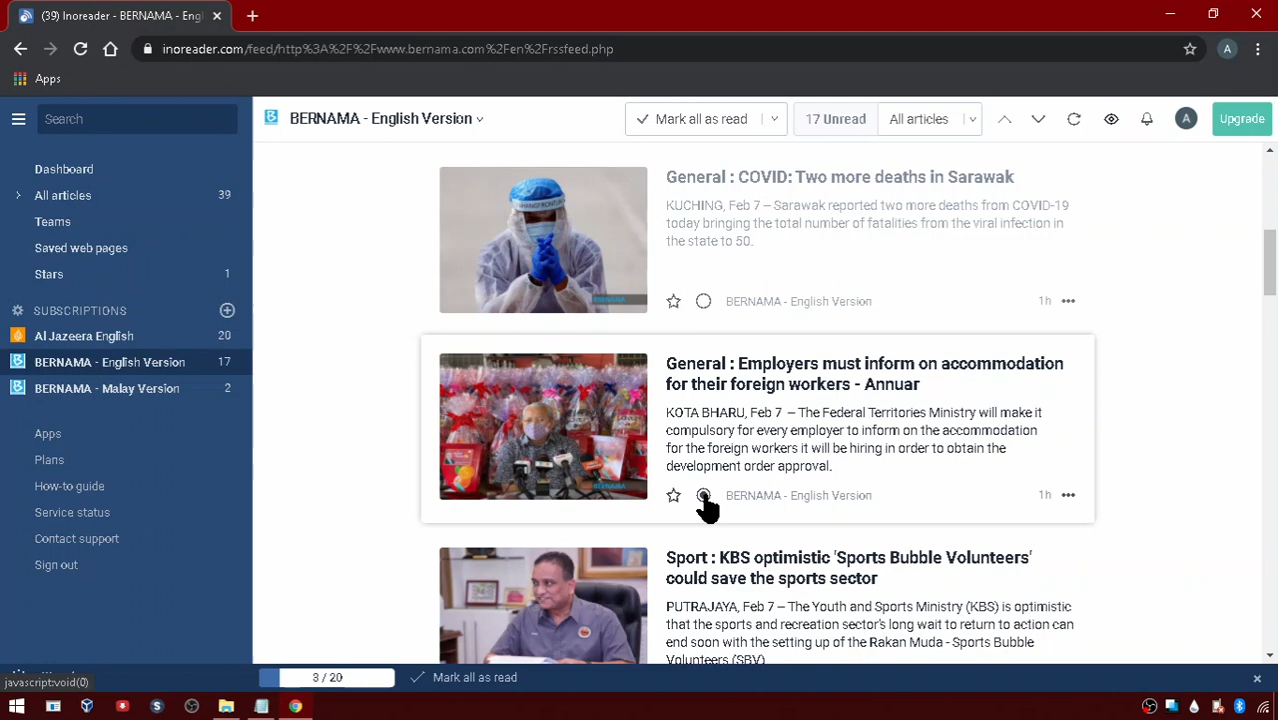 (39) Inoreader - BERNAMA - Engl
inoreader.com/feed/http%3A%2F%2Fwww.bernama.com%2Fen%2Frssfeed.php
A
Apps
Search
BERNAMA - English Version
Mark all as read
17 Unread
All articles
A
Upgrade
Dashboard
All articles 39
Teams
Saved web pages
Stars 1
SUBSCRIPTIONS
Al Jazeera English 20
BERNAMA - English Version 17
BERNAMA - Malay Version 2
Apps
Plans
How-to guide
Service status
Contact support
Sign out
javascript:void(0)
General : COVID: Two more deaths in Sarawak
KUCHING, Feb 7 – Sarawak reported two more deaths from COVID-19
today bringing the total number of fatalities from the viral infection in
the state to 50.
BERNAMA - English Version 1h
General : Employers must inform on accommodation
for their foreign workers - Annuar
KOTA BHARU, Feb 7 – The Federal Territories Ministry will make it
compulsory for every employer to inform on the accommodation
for the foreign workers it will be hiring in order to obtain the
development order approval.
BERNAMA - English Version 1h
Sport : KBS optimistic 'Sports Bubble Volunteers'
could save the sports sector
PUTRAJAYA, Feb 7 – The Youth and Sports Ministry (KBS) is optimistic
that the sports and recreation sector's long wait to return to action can
end soon with the setting up of the Rakan Muda - Sports Bubble
Volunteers (SBV)
3 / 20
Mark all as read